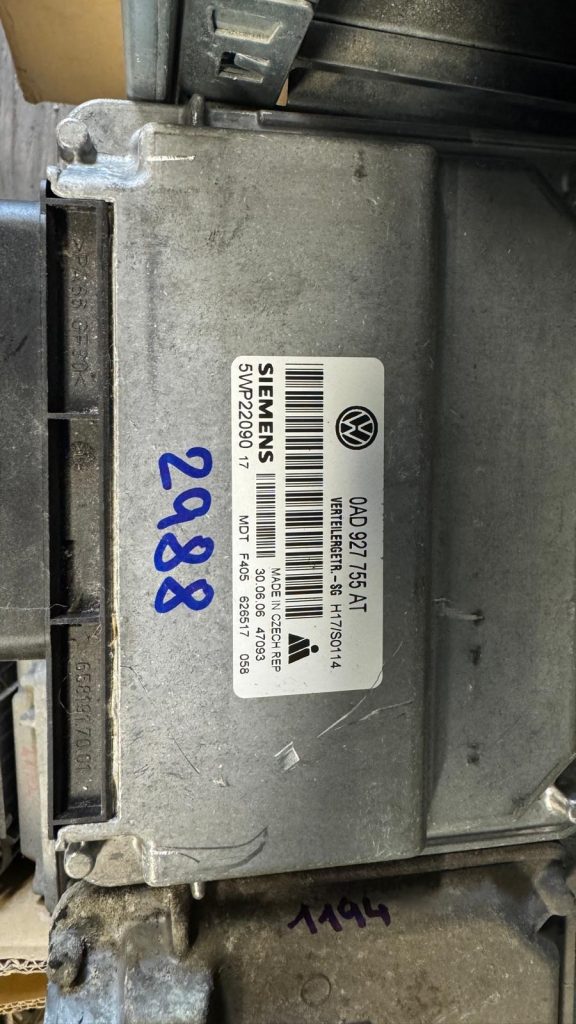 VW
0AD 927 755 AT
VERTEILERGETR.-SG H17/S0114
MADE IN CZECH REP
SIEMENS
30.06.06 47093
5WP22090 17
MDT F405 626517 058
2988
1194